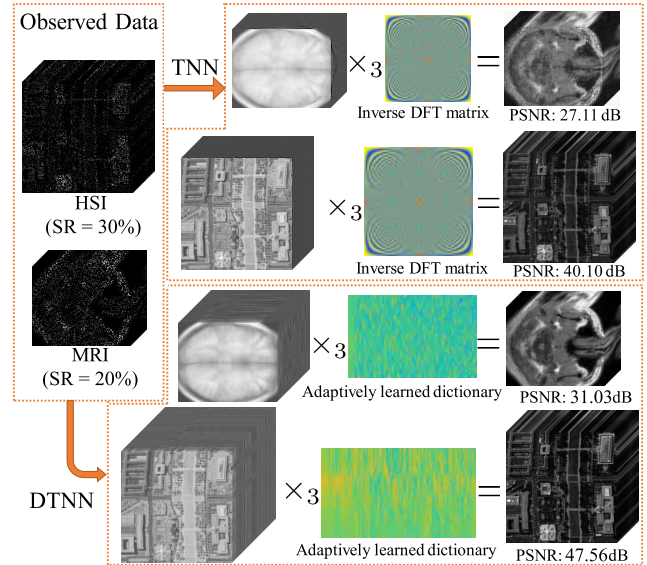 Observed Data
HSI
(SR = 30%)
MRI
(SR = 20%)
TNN
×3
=
Inverse DFT matrix
PSNR: 27.11 dB
×3
=
Inverse DFT matrix
PSNR: 40.10 dB
×3
=
Adaptively learned dictionary
PSNR: 31.03dB
DTNN
×3
=
Adaptively learned dictionary
PSNR: 47.56dB